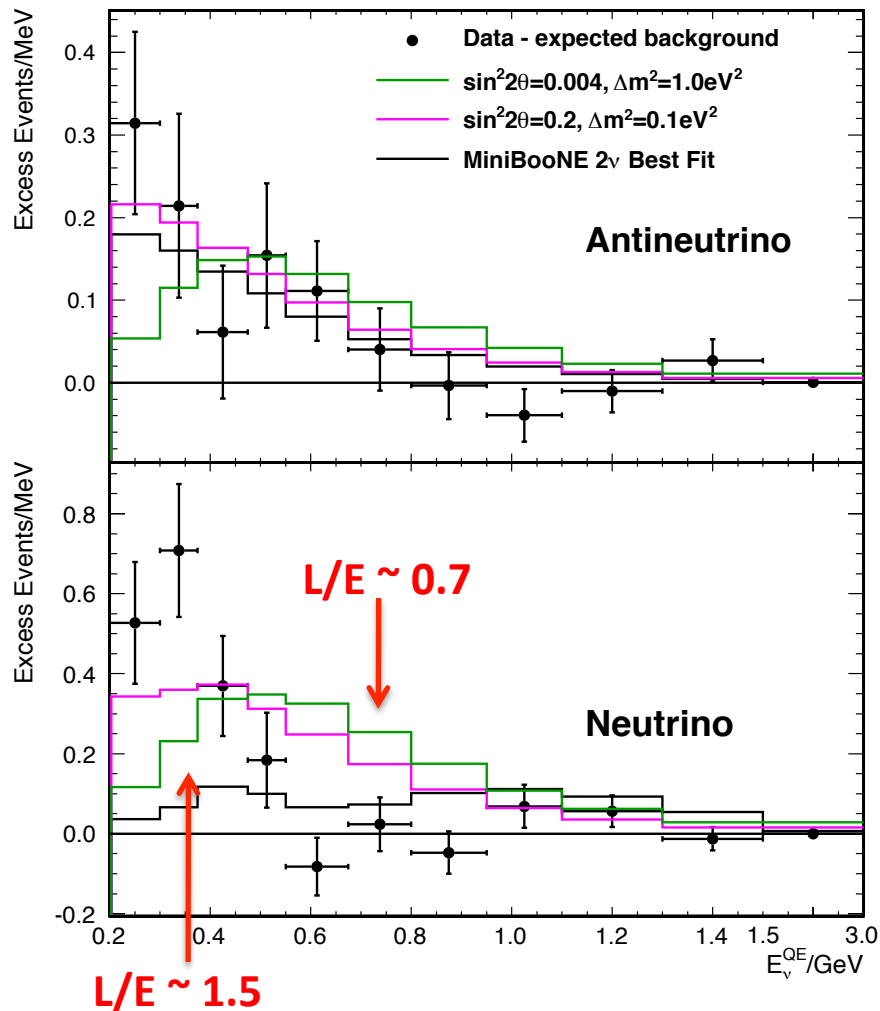 Excess Events/MeV
0.4
0.3
0.2
0.1
0.0
Data - expected background
sin²2θ=0.004, Δm²=1.0eV²
sin²2θ=0.2, Δm²=0.1eV²
MiniBooNE 2ν Best Fit
Antineutrino
Excess Events/MeV
0.8
0.6
0.4
0.2
0.0
-0.2
L/E ~ 0.7
Neutrino
0.2 0.4 0.6 0.8 1.0 1.2 1.4 1.5 3.0
E_ν^QE/GeV
L/E ~ 1.5